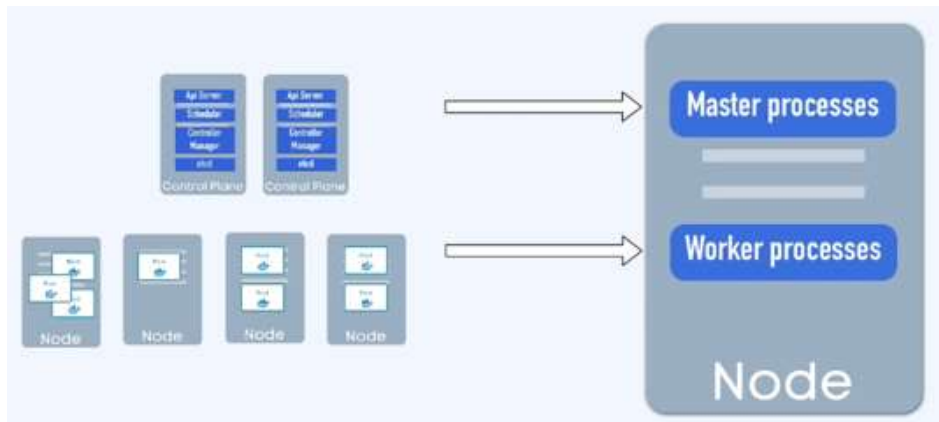 Api Server
Scheduler
Controller
Manager
etcd
Control Plane
Api Server
Scheduler
Controller
Manager
etcd
Control Plane
Node
Node
Node
Node
Master processes
Worker processes
Node